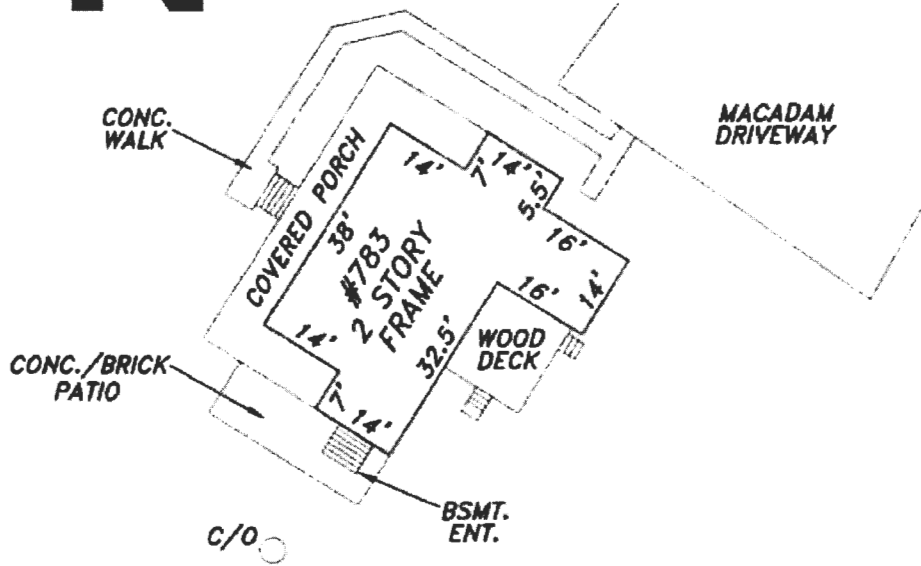 N
CONC.
WALK
MACADAM
DRIVEWAY
COVERED PORCH
14'
7'
14'
5.5'
16'
38'
#783
2 STORY
FRAME
16'
14'
14'
32.5'
WOOD
DECK
CONC./BRICK
PATIO
7'
14'
BSMT.
ENT.
C/O